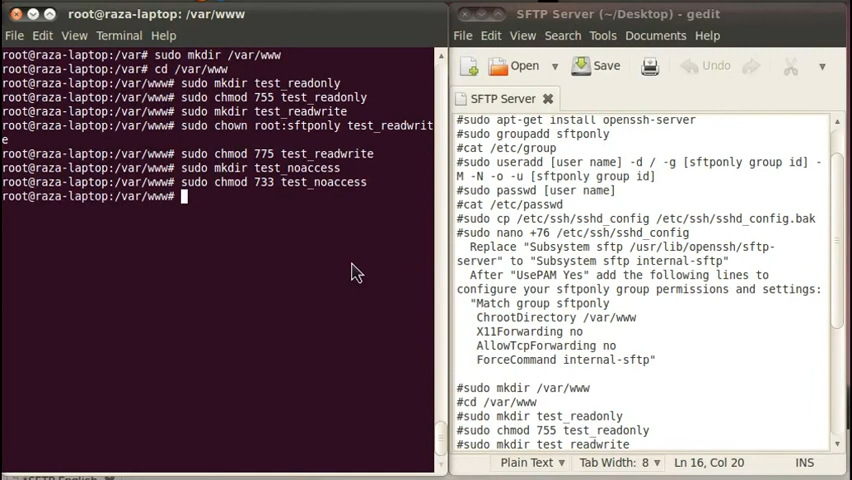 root@raza-laptop: /var/www
File Edit View Terminal Help
root@raza-laptop:/var# sudo mkdir /var/www
root@raza-laptop:/var# cd /var/www
root@raza-laptop:/var/www# sudo mkdir test_readonly
root@raza-laptop:/var/www# sudo chmod 755 test_readonly
root@raza-laptop:/var/www# sudo mkdir test_readwrite
root@raza-laptop:/var/www# sudo chown root:sftponly test_readwrit
e
root@raza-laptop:/var/www# sudo chmod 775 test_readwrite
root@raza-laptop:/var/www# sudo mkdir test_noaccess
root@raza-laptop:/var/www# sudo chmod 733 test_noaccess
root@raza-laptop:/var/www#
*SFTP English
SFTP Server (~/Desktop) - gedit
File Edit View Search Tools Documents Help
Open Save Undo
SFTP Server
#sudo apt-get install openssh-server
#sudo groupadd sftponly
#cat /etc/group
#sudo useradd [user name] -d / -g [sftponly group id] -
M -N -o -u [sftponly group id]
#sudo passwd [user name]
#cat /etc/passwd
#sudo cp /etc/ssh/sshd_config /etc/ssh/sshd_config.bak
#sudo nano +76 /etc/ssh/sshd_config
Replace "Subsystem sftp /usr/lib/openssh/sftp-
server" to "Subsystem sftp internal-sftp"
After "UsePAM Yes" add the following lines to
configure your sftponly group permissions and settings:
"Match group sftponly
ChrootDirectory /var/www
X11Forwarding no
AllowTcpForwarding no
ForceCommand internal-sftp"
#sudo mkdir /var/www
#cd /var/www
#sudo mkdir test_readonly
#sudo chmod 755 test_readonly
#sudo mkdir test readwrite
Plain Text Tab Width: 8 Ln 16, Col 20 INS